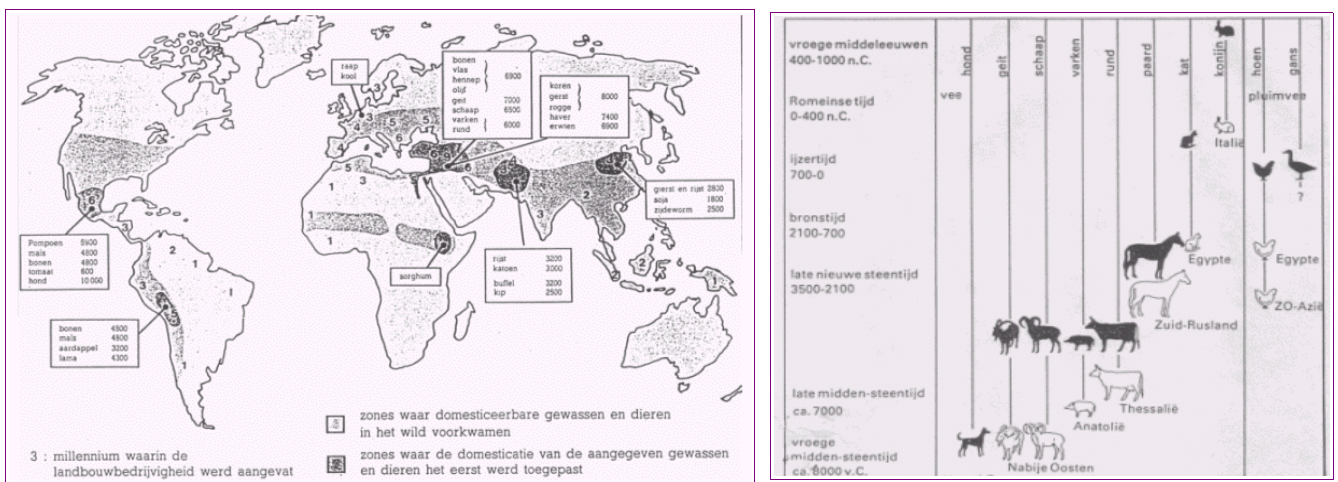 raap
kool
bonen
vlas
hennep 6900
olijf
geit 7000
schaap 6500
varken
rund 6000
koren
gerst 8000
rogge
haver 7400
erwten 6900
gierst en rijst 2800
soja 1800
zijdeworm 2500
rijst 3200
katoen 3000
buffel 3200
kip 2500
sorghum
Pompoen
mais 4800
bonen 4800
tomaat 600
hond 10000
bonen 4800
mais 4800
aardappel 3200
lama 4300
zones waar domesticeerbare gewassen en dieren
in het wild voorkwamen
zones waar de domesticatie van de aangegeven gewassen
en dieren het eerst werd toegepast
3 : millennium waarin de
landbouwbedrijvigheid werd aangevat
vroege middeleeuwen
400-1000 n.C.
Romeinse tijd
0-400 n.C.
ijzertijd
700-0
bronstijd
2100-700
late nieuwe steentijd
3500-2100
late midden-steentijd
ca. 7000
vroege
midden-steentijd
ca. 8000 v.C.
hond
geit
schaap
varken
rund
paard
kat
konijn
hoen
gans
vee
pluimvee
Italië
?
Egypte
Egypte
ZO-Azië
Zuid-Rusland
Thessalië
Anatolië
Nabije Oosten